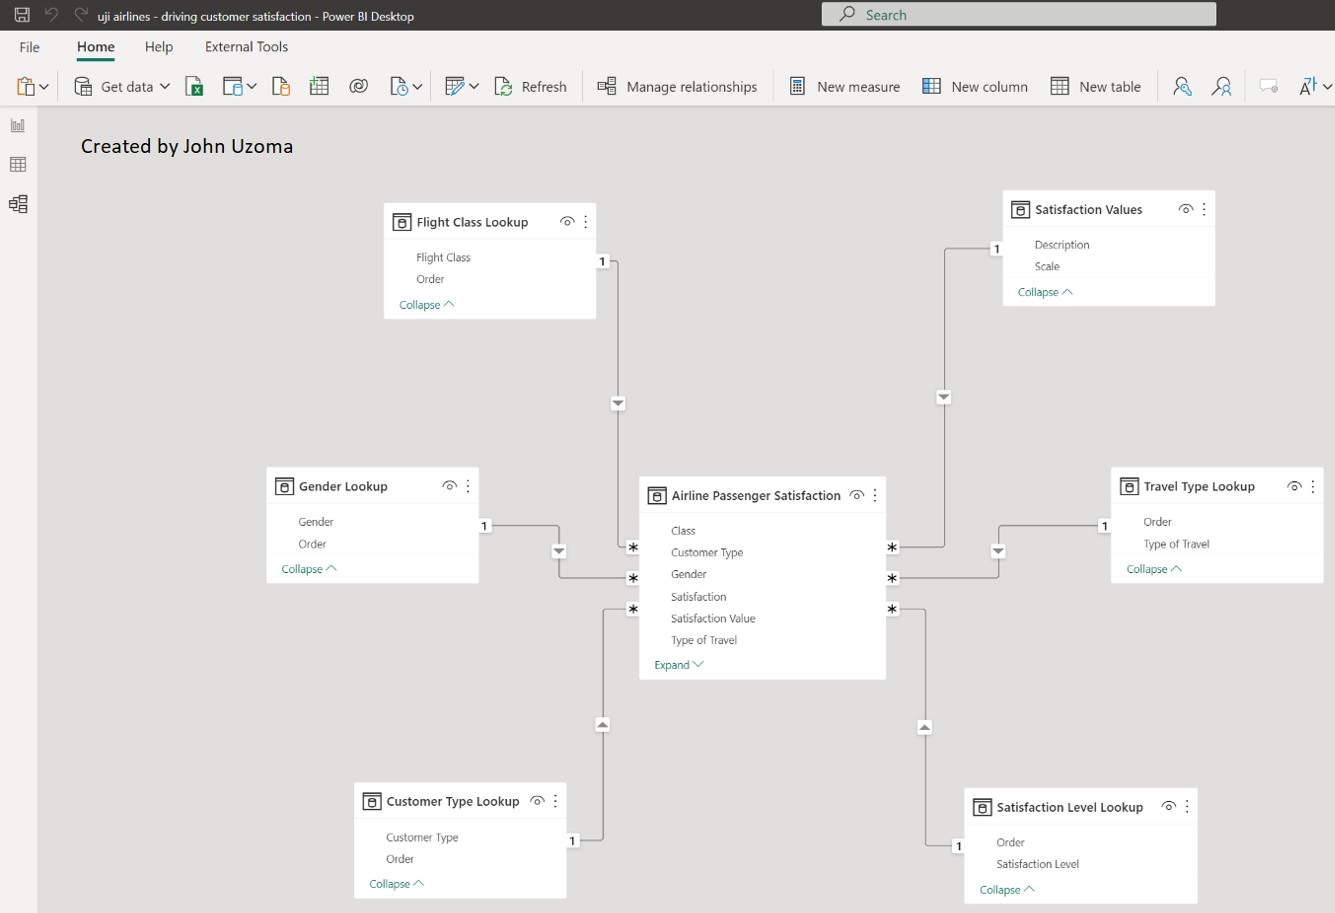 uji airlines - driving customer satisfaction - Power BI Desktop
Search
File Home Help External Tools
Get data Refresh Manage relationships New measure New column New table
Created by John Uzoma
Flight Class Lookup
Flight Class
Order
Collapse
1
Satisfaction Values
Description
Scale
Collapse
1
Gender Lookup
Gender
Order
Collapse
1
Airline Passenger Satisfaction
Class
Customer Type
Gender
Satisfaction
Satisfaction Value
Type of Travel
Expand
*
*
*
*
*
*
Travel Type Lookup
Order
Type of Travel
Collapse
1
Customer Type Lookup
Customer Type
Order
Collapse
1
Satisfaction Level Lookup
Order
Satisfaction Level
Collapse
1